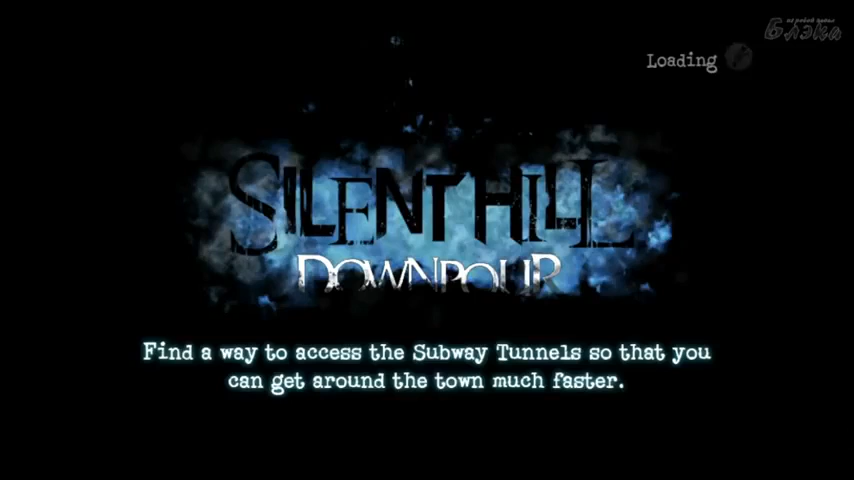 Блэка
Loading
SILENT HILL
DOWNPOUR
Find a way to access the Subway Tunnels so that you
can get around the town much faster.